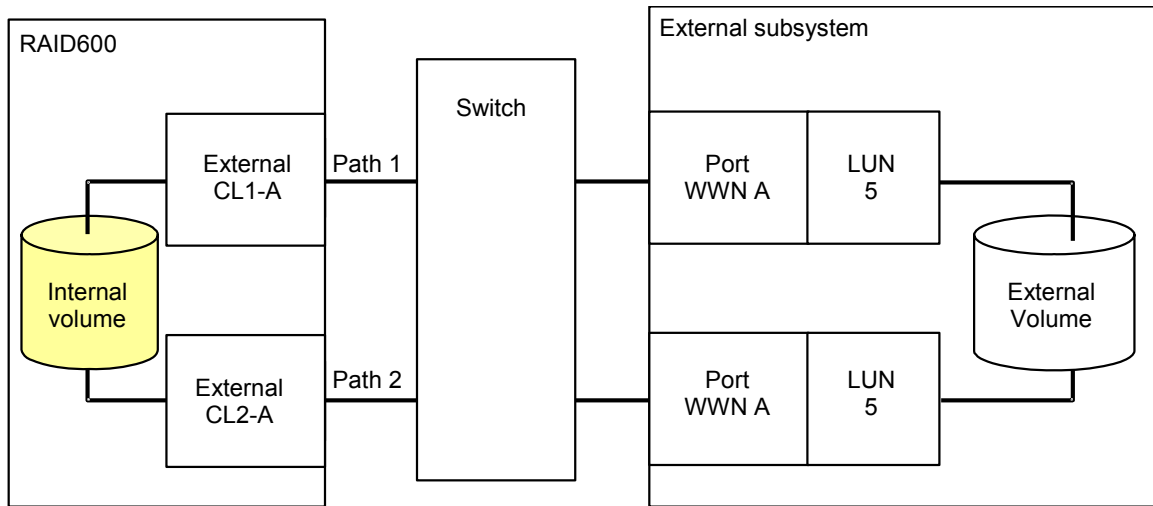 RAID600
External subsystem
Switch
External
CL1-A
Path 1
Port
WWN A
LUN
5
Internal
volume
External
Volume
External
CL2-A
Path 2
Port
WWN A
LUN
5